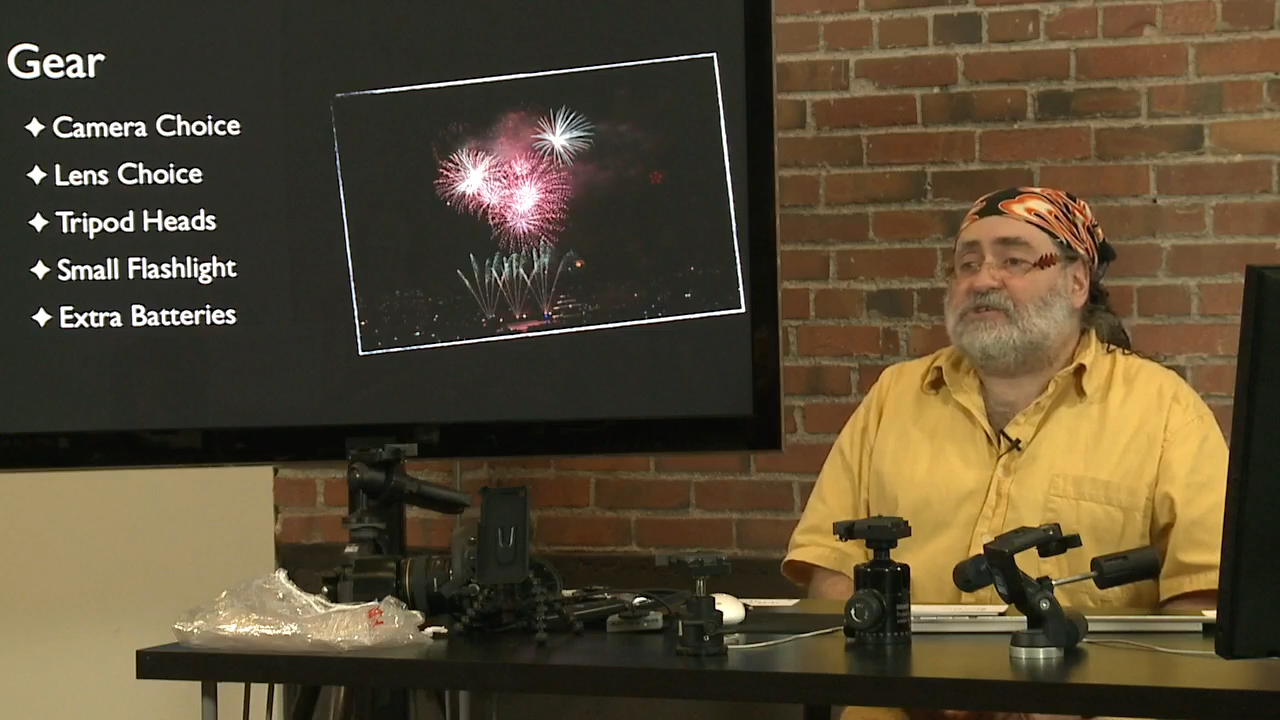 Gear
Camera Choice
Lens Choice
Tripod Heads
Small Flashlight
Extra Batteries